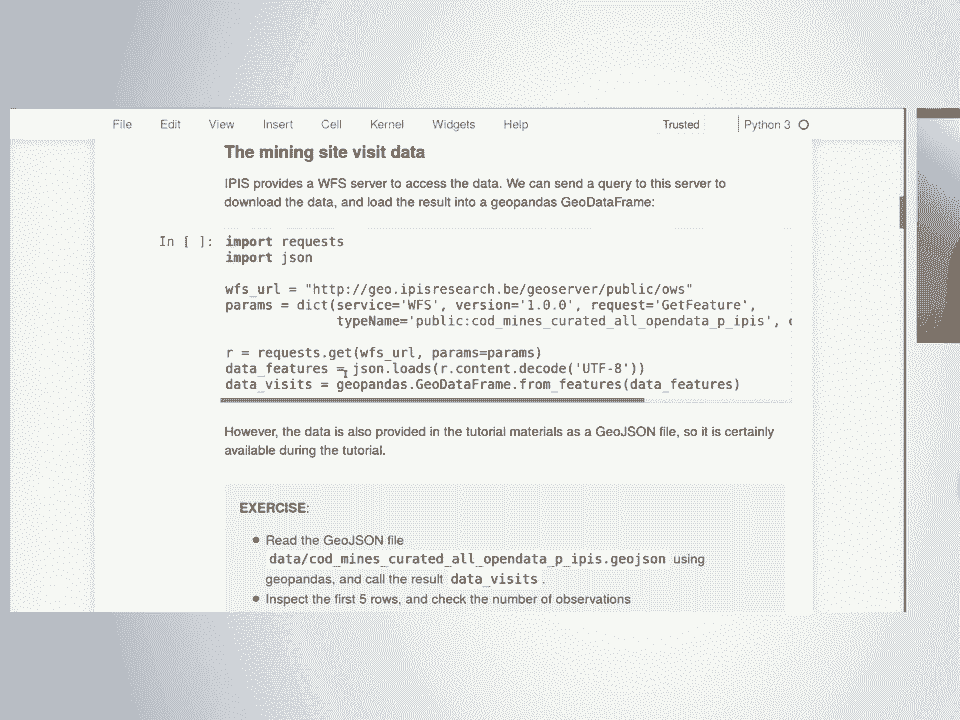 File Edit View Insert Cell Kernel Widgets Help Trusted Python 3
The mining site visit data
IPIS provides a WFS server to access the data. We can send a query to this server to
download the data, and load the result into a geopandas GeoDataFrame:
In [ ]: import requests
import json
wfs_url = "http://geo.ipisresearch.be/geoserver/public/ows"
params = dict(service='WFS', version='1.0.0', request='GetFeature',
typeName='public:cod_mines_curated_all_opendata_p_ipis',
r = requests.get(wfs_url, params=params)
data_features = json.loads(r.content.decode('UTF-8'))
data_visits = geopandas.GeoDataFrame.from_features(data_features)
However, the data is also provided in the tutorial materials as a GeoJSON file, so it is certainly
available during the tutorial.
EXERCISE:
● Read the GeoJSON file
data/cod_mines_curated_all_opendata_p_ipis.geojson using
geopandas, and call the result data_visits .
● Inspect the first 5 rows, and check the number of observations